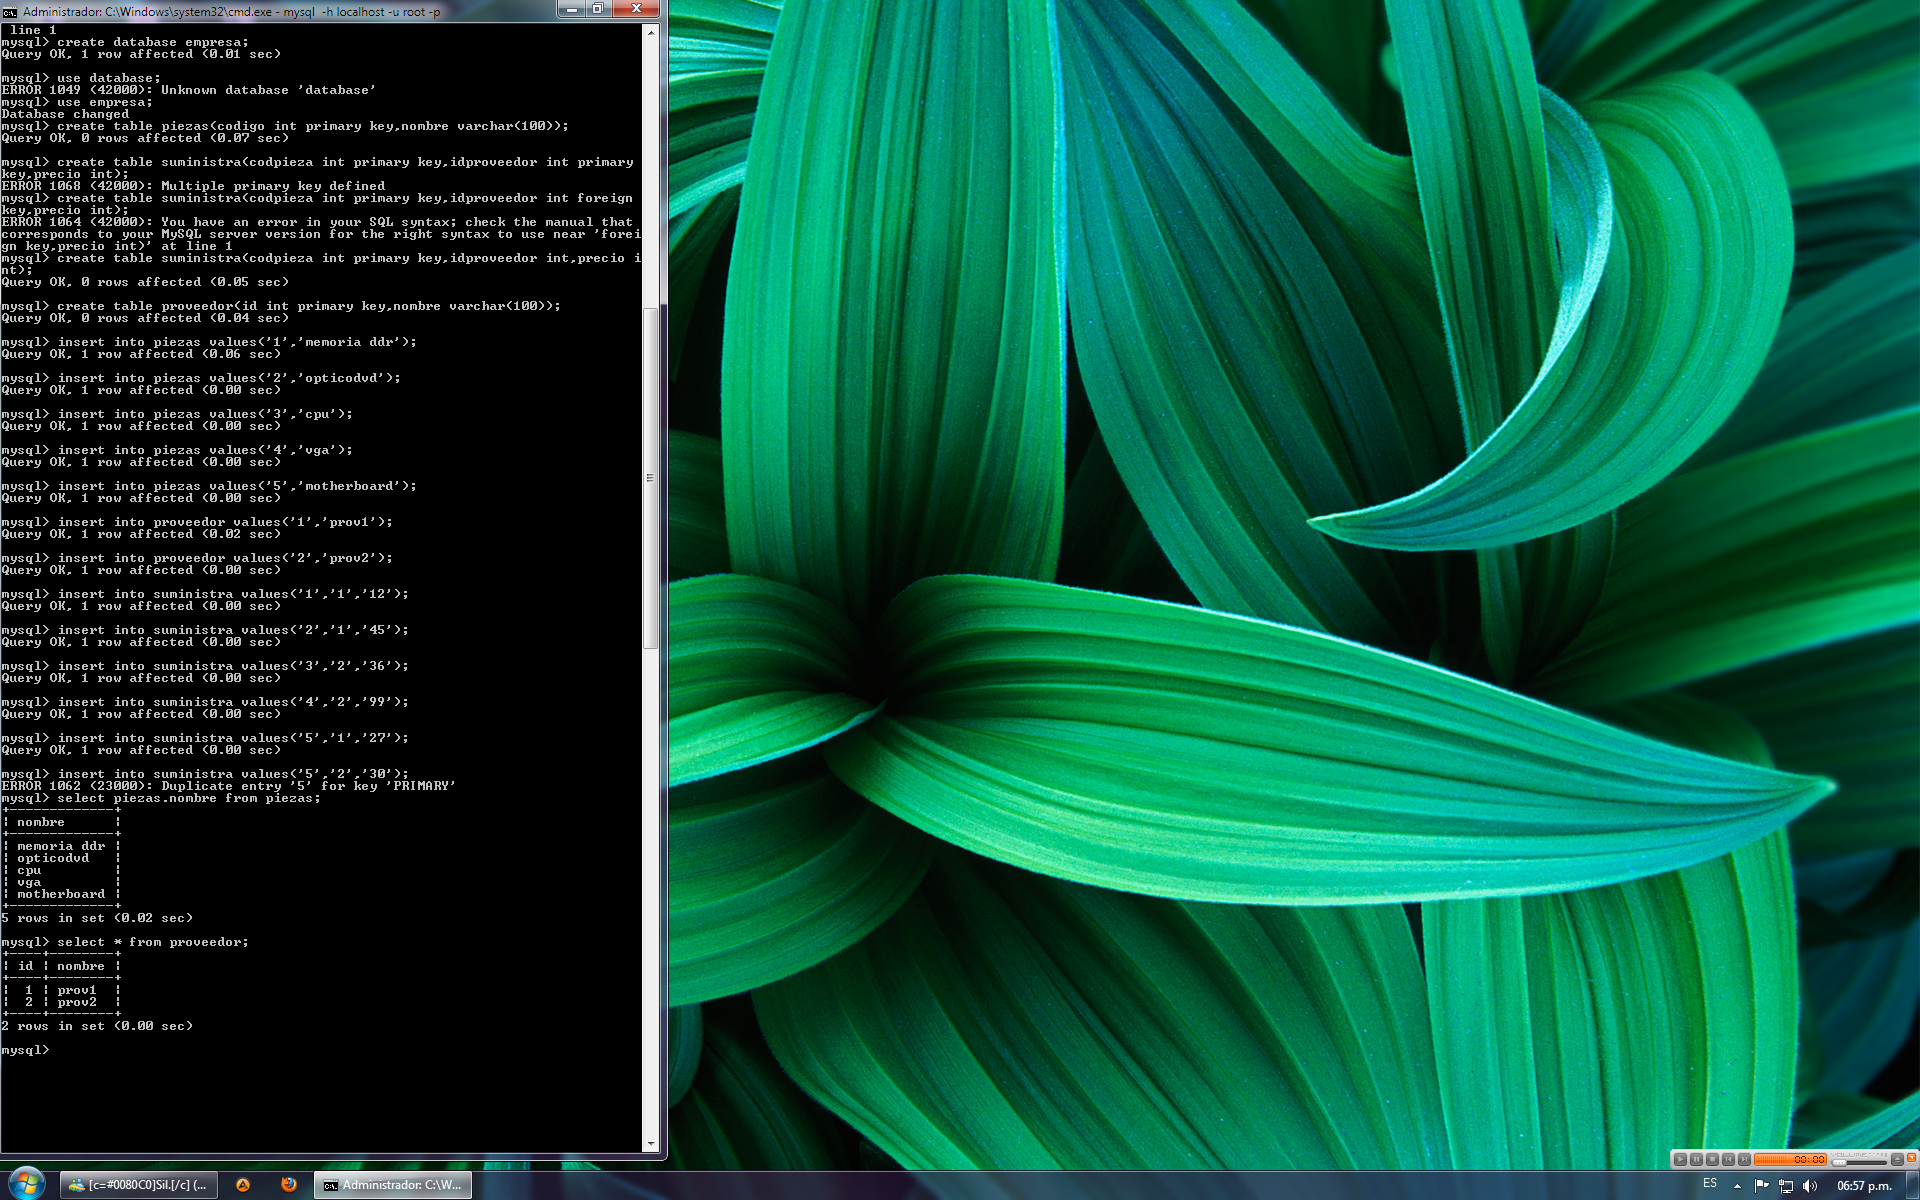 Administrador: C:\Windows\system32\cmd.exe - mysql  -h localhost -u root -p
line 1
mysql> create database empresa;
Query OK, 1 row affected (0.01 sec)
mysql> use database;
ERROR 1049 (42000): Unknown database 'database'
mysql> use empresa;
Database changed
mysql> create table piezas(codigo int primary key,nombre varchar(100));
Query OK, 0 rows affected (0.07 sec)
mysql> create table suministra(codpieza int primary key,idproveedor int primary
key,precio int);
ERROR 1068 (42000): Multiple primary key defined
mysql> create table suministra(codpieza int primary key,idproveedor int foreign
key,precio int);
ERROR 1064 (42000): You have an error in your SQL syntax; check the manual that
corresponds to your MySQL server version for the right syntax to use near 'forei
gn key,precio int)' at line 1
mysql> create table suministra(codpieza int primary key,idproveedor int,precio i
nt);
Query OK, 0 rows affected (0.05 sec)
mysql> create table proveedor(id int primary key,nombre varchar(100));
Query OK, 0 rows affected (0.04 sec)
mysql> insert into piezas values('1','memoria ddr');
Query OK, 1 row affected (0.06 sec)
mysql> insert into piezas values('2','opticodvd');
Query OK, 1 row affected (0.00 sec)
mysql> insert into piezas values('3','cpu');
Query OK, 1 row affected (0.00 sec)
mysql> insert into piezas values('4','vga');
Query OK, 1 row affected (0.00 sec)
mysql> insert into piezas values('5','motherboard');
Query OK, 1 row affected (0.00 sec)
mysql> insert into proveedor values('1','prov1');
Query OK, 1 row affected (0.02 sec)
mysql> insert into proveedor values('2','prov2');
Query OK, 1 row affected (0.00 sec)
mysql> insert into suministra values('1','1','12');
Query OK, 1 row affected (0.00 sec)
mysql> insert into suministra values('2','1','45');
Query OK, 1 row affected (0.00 sec)
mysql> insert into suministra values('3','2','36');
Query OK, 1 row affected (0.00 sec)
mysql> insert into suministra values('4','2','99');
Query OK, 1 row affected (0.00 sec)
mysql> insert into suministra values('5','1','27');
Query OK, 1 row affected (0.00 sec)
mysql> insert into suministra values('5','2','30');
ERROR 1062 (23000): Duplicate entry '5' for key 'PRIMARY'
mysql> select piezas.nombre from piezas;
+-------------+
| nombre      |
+-------------+
| memoria ddr |
| opticodvd   |
| cpu         |
| vga         |
| motherboard |
+-------------+
5 rows in set (0.02 sec)
mysql> select * from proveedor;
+----+--------+
| id | nombre |
+----+--------+
|  1 | prov1  |
|  2 | prov2  |
+----+--------+
2 rows in set (0.00 sec)
mysql>
00:00
[c=#0080C0]Sil.[/c] (...
Administrador: C:\W...
ES
06:57 p.m.